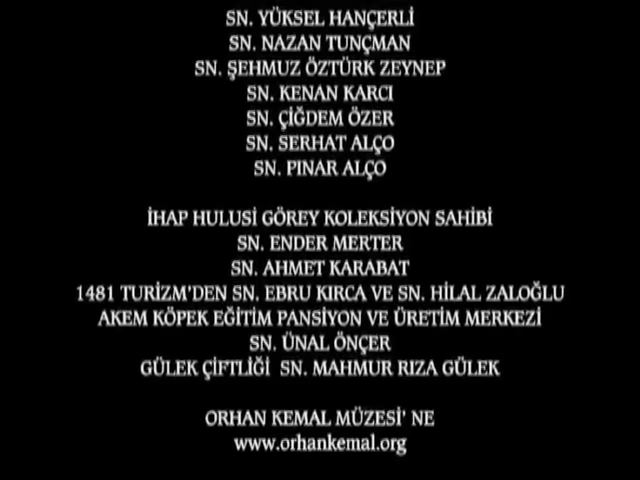 SN. YÜKSEL HANÇERLİ
SN. NAZAN TUNÇMAN
SN. ŞEHMUZ ÖZTÜRK ZEYNEP
SN. KENAN KARCI
SN. ÇİĞDEM ÖZER
SN. SERHAT ALÇO
SN. PINAR ALÇO
İHAP HULUSİ GÖREY KOLEKSİYON SAHİBİ
SN. ENDER MERTER
SN. AHMET KARABAT
1481 TURİZM'DEN SN. EBRU KIRCA VE SN. HİLAL ZALOĞLU
AKEM KÖPEK EĞİTİM PANSİYON VE ÜRETİM MERKEZİ
SN. ÜNAL ÖNÇER
GÜLEK ÇİFTLİĞİ SN. MAHMUR RIZA GÜLEK
ORHAN KEMAL MÜZESİ' NE
www.orhankemal.org